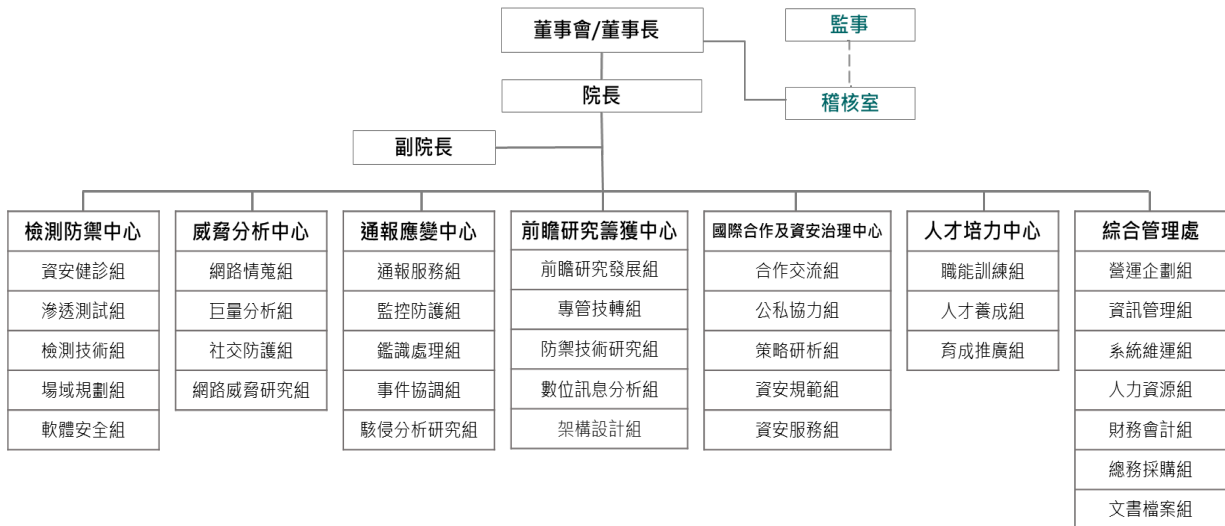 董事會/董事長
監事
院長
稽核室
副院長
檢測防禦中心
資安健診組
滲透測試組
檢測技術組
場域規劃組
軟體安全組
威脅分析中心
網路情蒐組
巨量分析組
社交防護組
網路威脅研究組
通報應變中心
通報服務組
監控防護組
鑑識處理組
事件協調組
駭侵分析研究組
前瞻研究籌獲中心
前瞻研究發展組
專管技轉組
防禦技術研究組
數位訊息分析組
架構設計組
國際合作及資安治理中心
合作交流組
公私協力組
策略研析組
資安規範組
資安服務組
人才培力中心
職能訓練組
人才養成組
育成推廣組
綜合管理處
營運企劃組
資訊管理組
系統維運組
人力資源組
財務會計組
總務採購組
文書檔案組